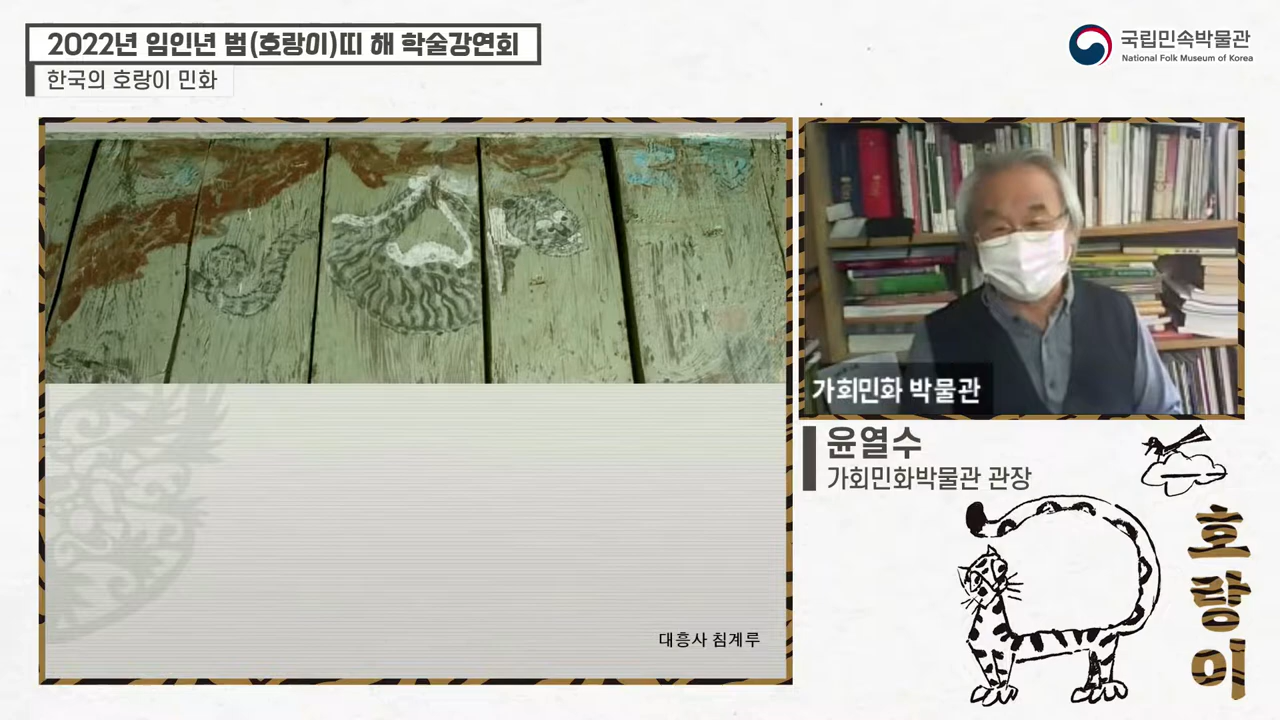 2022년 임인년 범(호랑이)띠 해 학술강연회
한국의 호랑이 민화
국립민속박물관
National Folk Museum of Korea
가회민화 박물관
윤열수
가회민화박물관 관장
대흥사 침계루
호랑이